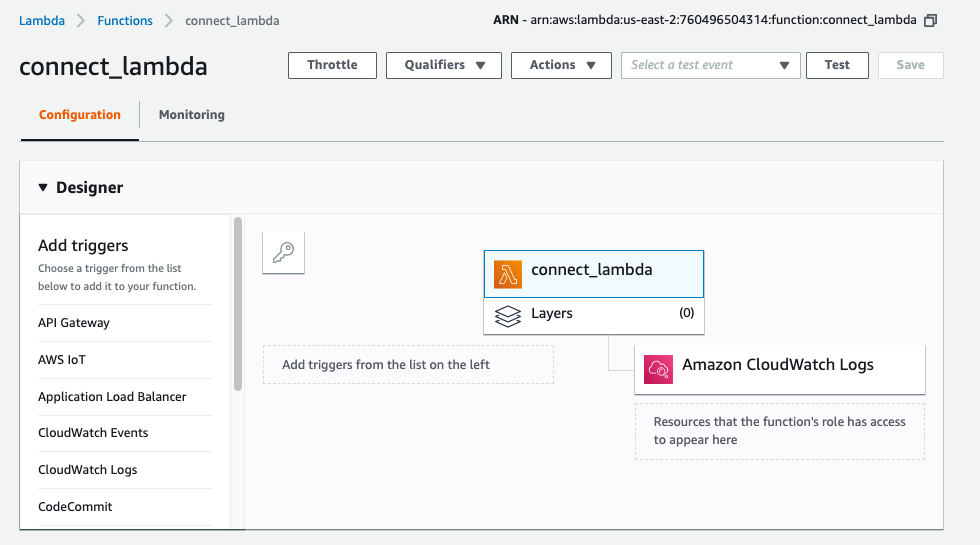 Lambda > Functions > connect_lambda
ARN - arn:aws:lambda:us-east-2:760496504314:function:connect_lambda
connect_lambda
Throttle
Qualifiers
Actions
Select a test event
Test
Save
Configuration
Monitoring
Designer
Add triggers
Choose a trigger from the list
below to add it to your function.
API Gateway
AWS IoT
Application Load Balancer
CloudWatch Events
CloudWatch Logs
CodeCommit
connect_lambda
Layers
(0)
Add triggers from the list on the left
Amazon CloudWatch Logs
Resources that the function's role has access
to appear here